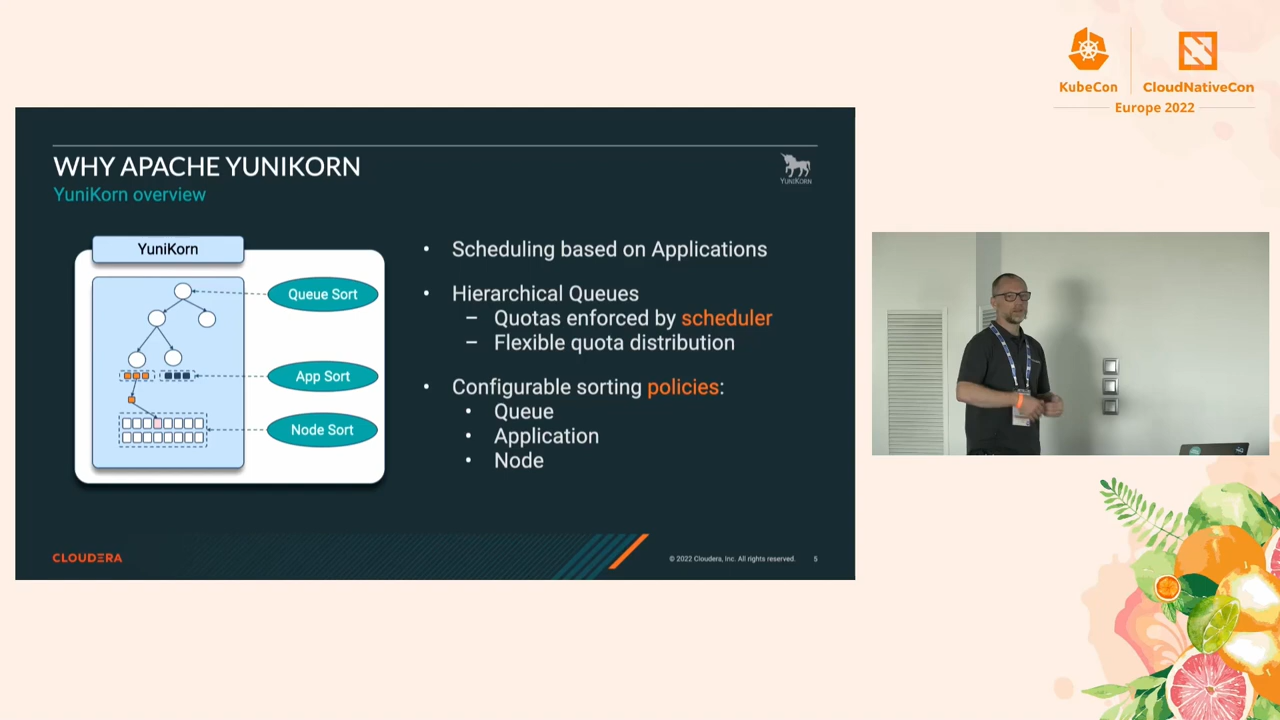 KubeCon
CloudNativeCon
Europe 2022
WHY APACHE YUNIKORN
YuniKorn overview
YUNIKORN
YuniKorn
Queue Sort
App Sort
Node Sort
• Scheduling based on Applications
• Hierarchical Queues
– Quotas enforced by scheduler
– Flexible quota distribution
• Configurable sorting policies:
• Queue
• Application
• Node
CLOUDERA
© 2022 Cloudera, Inc. All rights reserved. 5